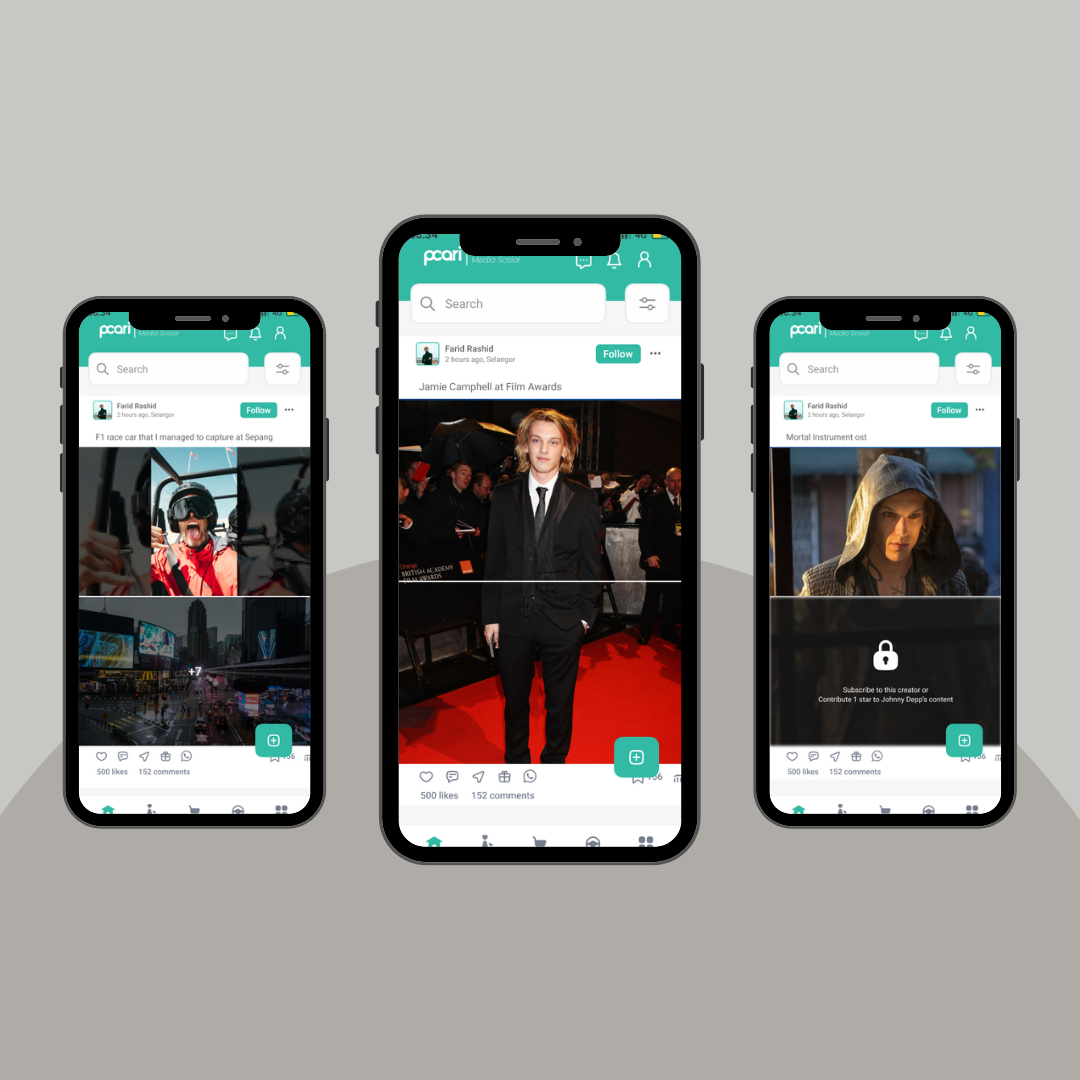 pcari | Media Sosial
Search
Farid Rashid
2 hours ago, Selangor
Follow
F1 race car that I managed to capture at Sepang
+7
500 likes 152 comments
4G
pcari | Media Sosial
Search
Farid Rashid
2 hours ago, Selangor
Follow
Jamie Camphell at Film Awards
Orange
BRITISH ACADEMY
FILM AWARDS
500 likes 152 comments
pcari | Media Sosial
Search
Farid Rashid
2 hours ago, Selangor
Follow
Mortal Instrument ost
Subscribe to this creator or
Contribute 1 star to Johnny Depp's content
500 likes 152 comments